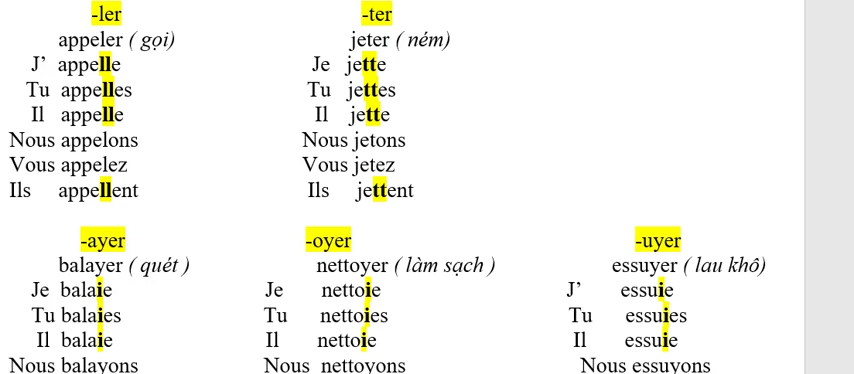 -ler -ter
appeler ( gọi) jeter ( ném)
J’ appelle Je jette
Tu appelles Tu jettes
Il appelle Il jette
Nous appelons Nous jetons
Vous appelez Vous jetez
Ils appellent Ils jettent
-ayer -oyer -uyer
balayer ( quét ) nettoyer ( làm sạch ) essuyer ( lau khô)
Je balaie Je nettoie J’ essuie
Tu balaies Tu nettoies Tu essuies
Il balaie Il nettoie Il essuie
Nous balayons Nous nettoyons Nous essuyons